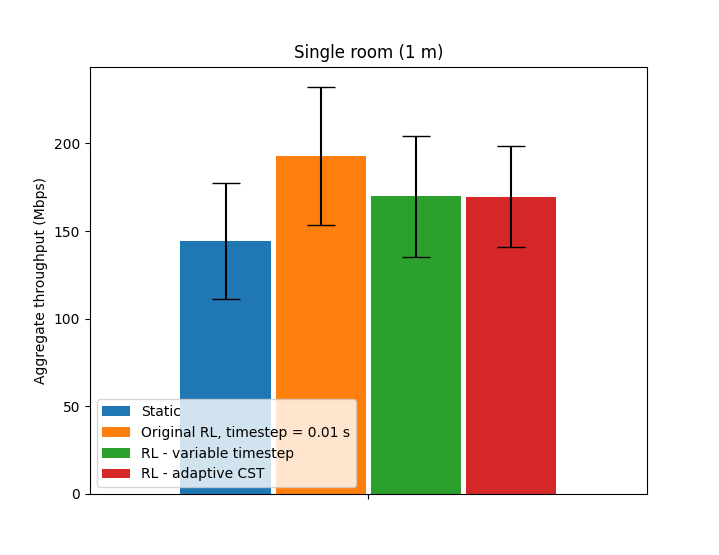 Single room (1 m)
Aggregate throughput (Mbps)
200
150
100
50
0
Static
Original RL, timestep = 0.01 s
RL - variable timestep
RL - adaptive CST